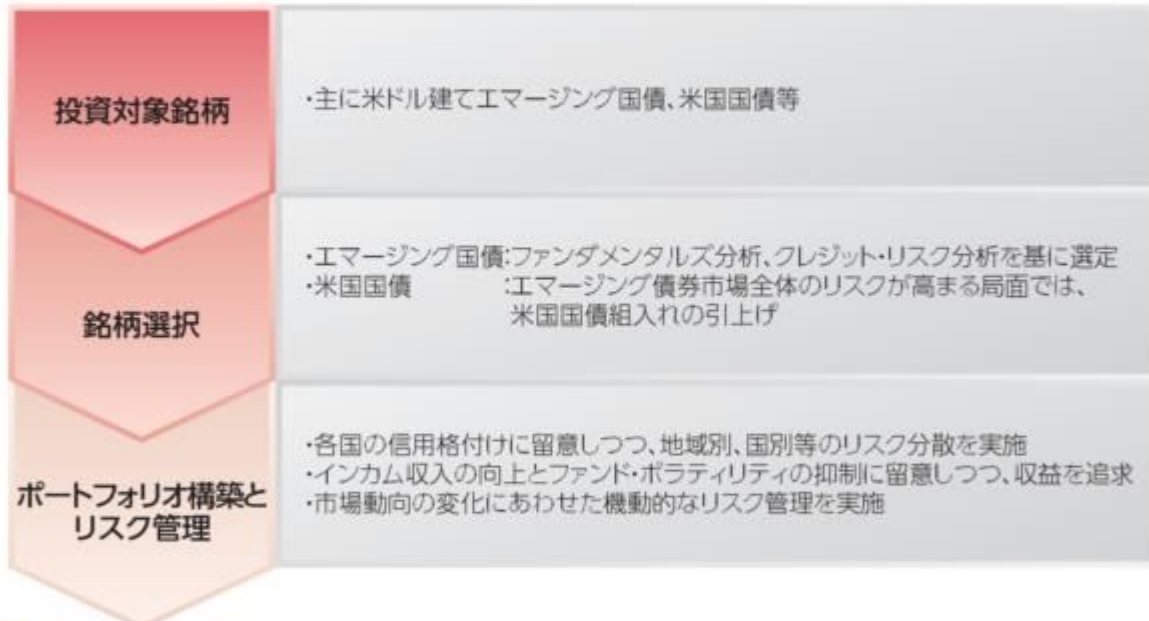 投資対象銘柄
・主に米ドル建てエマージング国債、米国国債等
銘柄選択
・エマージング国債:ファンダメンタルズ分析、クレジット・リスク分析を基に選定
・米国国債 :エマージング債券市場全体のリスクが高まる局面では、
米国国債組入れの引上げ
ポートフォリオ構築と
リスク管理
・各国の信用格付けに留意しつつ、地域別、国別等のリスク分散を実施
・インカム収入の向上とファンド・ボラティリティの抑制に留意しつつ、収益を追求
・市場動向の変化にあわせた機動的なリスク管理を実施